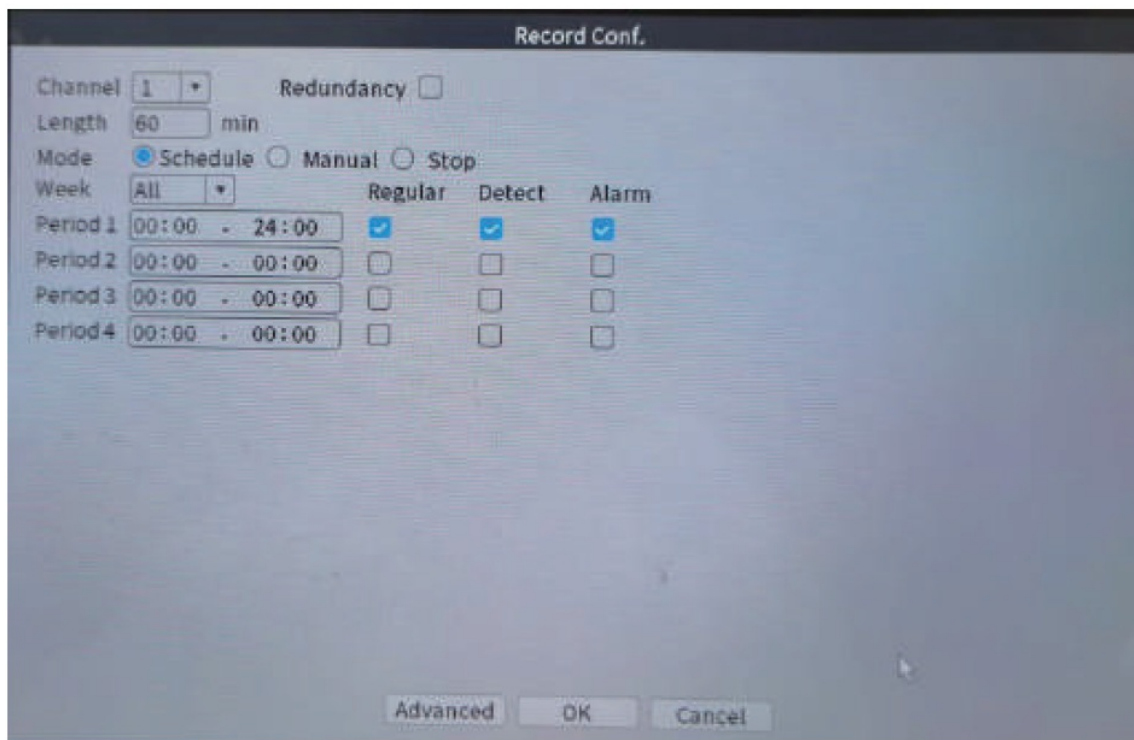 Record Conf.
Channel 1 Redundancy
Length 60 min
Mode Schedule Manual Stop
Week All Regular Detect Alarm
Period 1 00:00 - 24:00
Period 2 00:00 - 00:00
Period 3 00:00 - 00:00
Period 4 00:00 - 00:00
Advanced OK Cancel